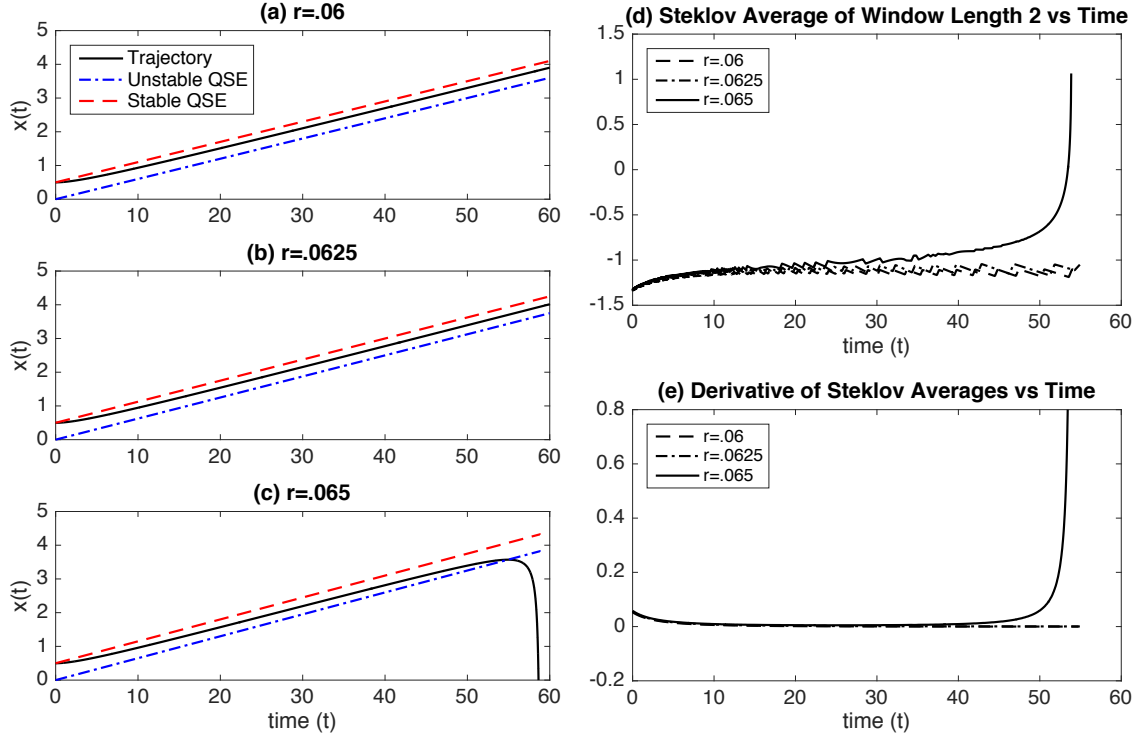 (a) r=.06
x(t)
5
4
3
2
1
0
Trajectory
Unstable QSE
Stable QSE
0 10 20 30 40 50 60
(b) r=.0625
x(t)
5
4
3
2
1
0
0 10 20 30 40 50 60
(c) r=.065
x(t)
5
4
3
2
1
0
0 10 20 30 40 50 60
time (t)
(d) Steklov Average of Window Length 2 vs Time
1.5
1
0.5
0
-0.5
-1
-1.5
r=.06
r=.0625
r=.065
0 10 20 30 40 50 60
time (t)
(e) Derivative of Steklov Averages vs Time
0.8
0.6
0.4
0.2
0
-0.2
r=.06
r=.0625
r=.065
0 10 20 30 40 50 60
time (t)